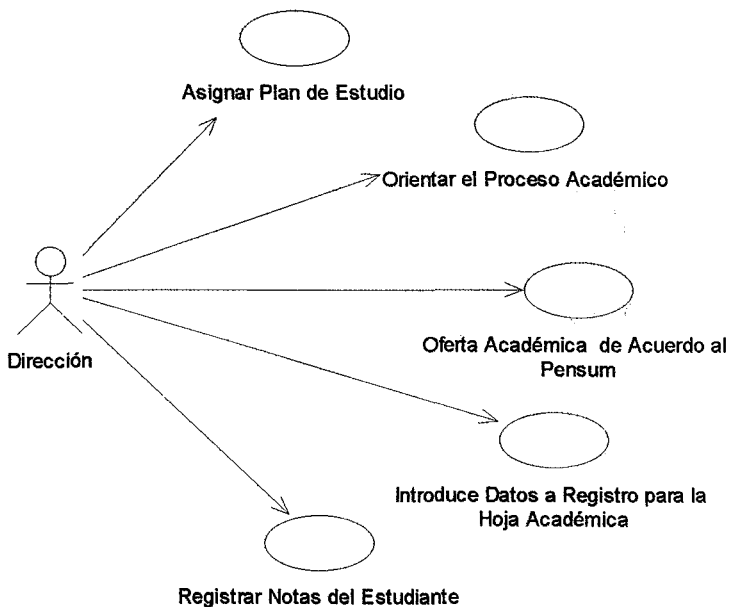 Asignar Plan de Estudio
Orientar el Proceso Académico
Dirección
Oferta Académica de Acuerdo al
Pensum
Introduce Datos a Registro para la
Hoja Académica
Registrar Notas del Estudiante